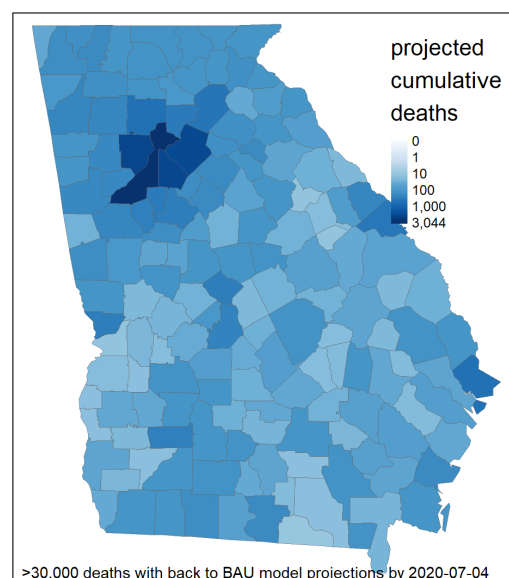 projected
cumulative
deaths
0
1
10
100
1,000
3,044
>30,000 deaths with back to BAU model projections by 2020-07-04